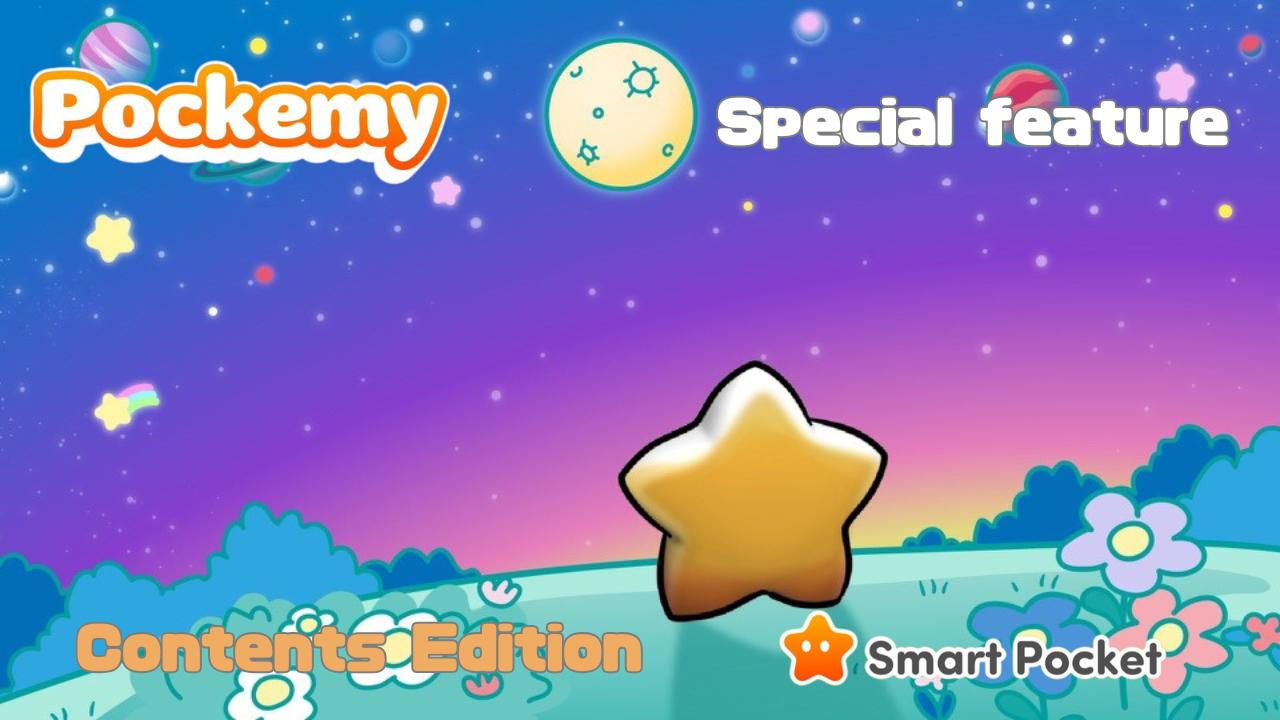 Pockemy
Special feature
Contents Edition
Smart Pocket